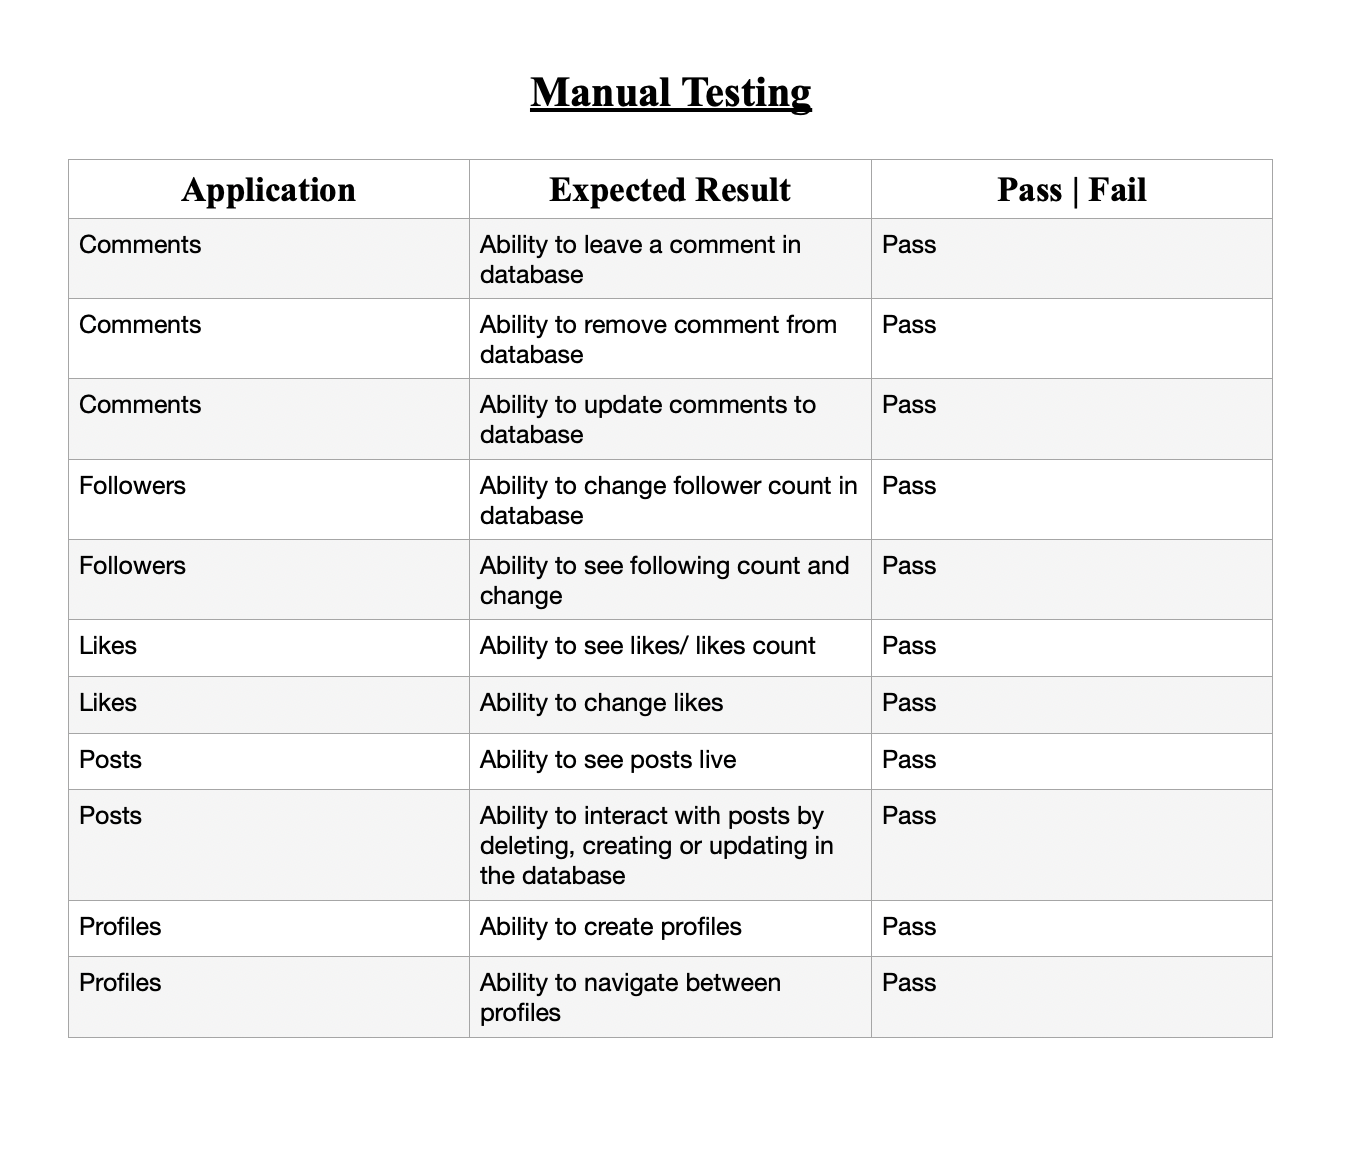 Manual Testing
Application Expected Result Pass | Fail
Comments Ability to leave a comment in Pass
database
Comments Ability to remove comment from Pass
database
Comments Ability to update comments to Pass
database
Followers Ability to change follower count in Pass
database
Followers Ability to see following count and Pass
change
Likes Ability to see likes/ likes count Pass
Likes Ability to change likes Pass
Posts Ability to see posts live Pass
Posts Ability to interact with posts by Pass
deleting, creating or updating in
the database
Profiles Ability to create profiles Pass
Profiles Ability to navigate between Pass
profiles